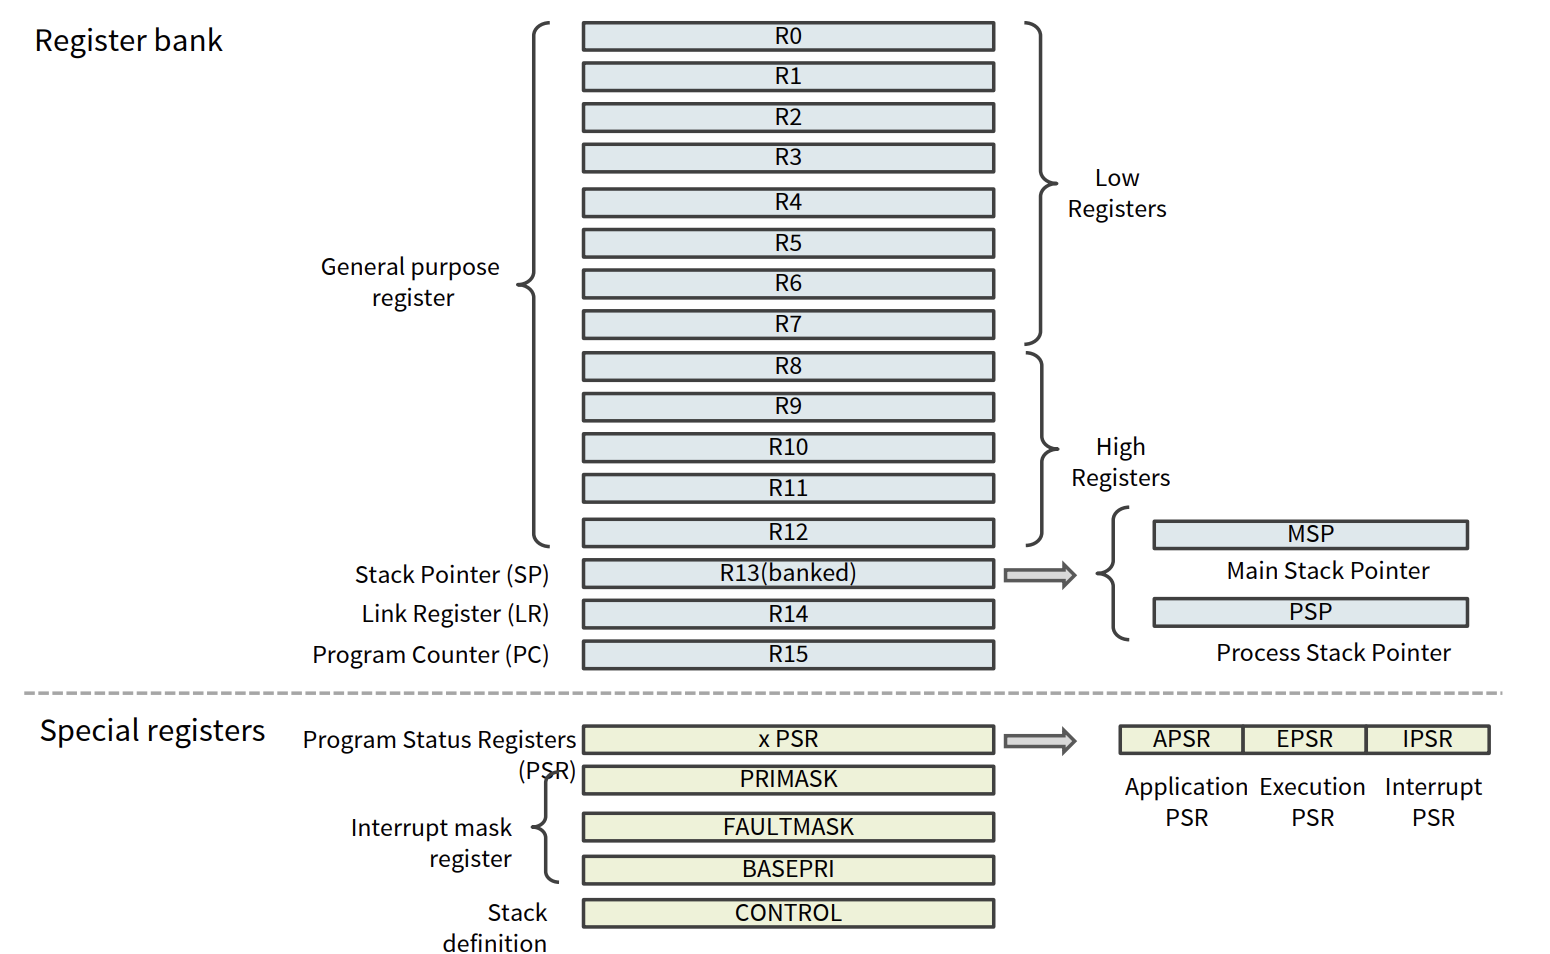 Register bank
R0
R1
R2
R3
Low
Registers
R4
R5
General purpose
register
R6
R7
R8
R9
R10
High
Registers
R11
R12
MSP
Main Stack Pointer
Stack Pointer (SP)
R13(banked)
Link Register (LR)
R14
PSP
Program Counter (PC)
R15
Process Stack Pointer
Special registers
Program Status Registers
(PSR)
x PSR
APSR
EPSR
IPSR
Application
PSR
Execution
PSR
Interrupt
PSR
PRIMASK
Interrupt mask
register
FAULTMASK
BASEPRI
Stack
definition
CONTROL